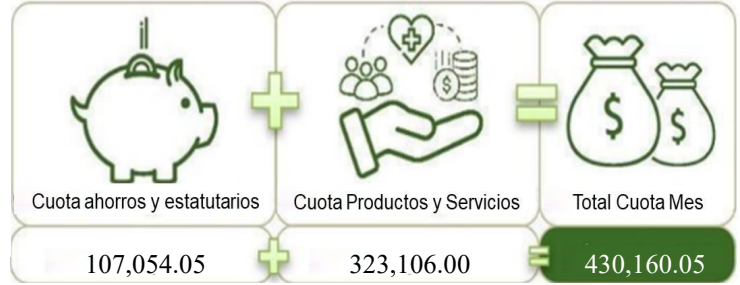 Cuota ahorros y estatutarios
Cuota Productos y Servicios
Total Cuota Mes
107,054.05
323,106.00
430,160.05